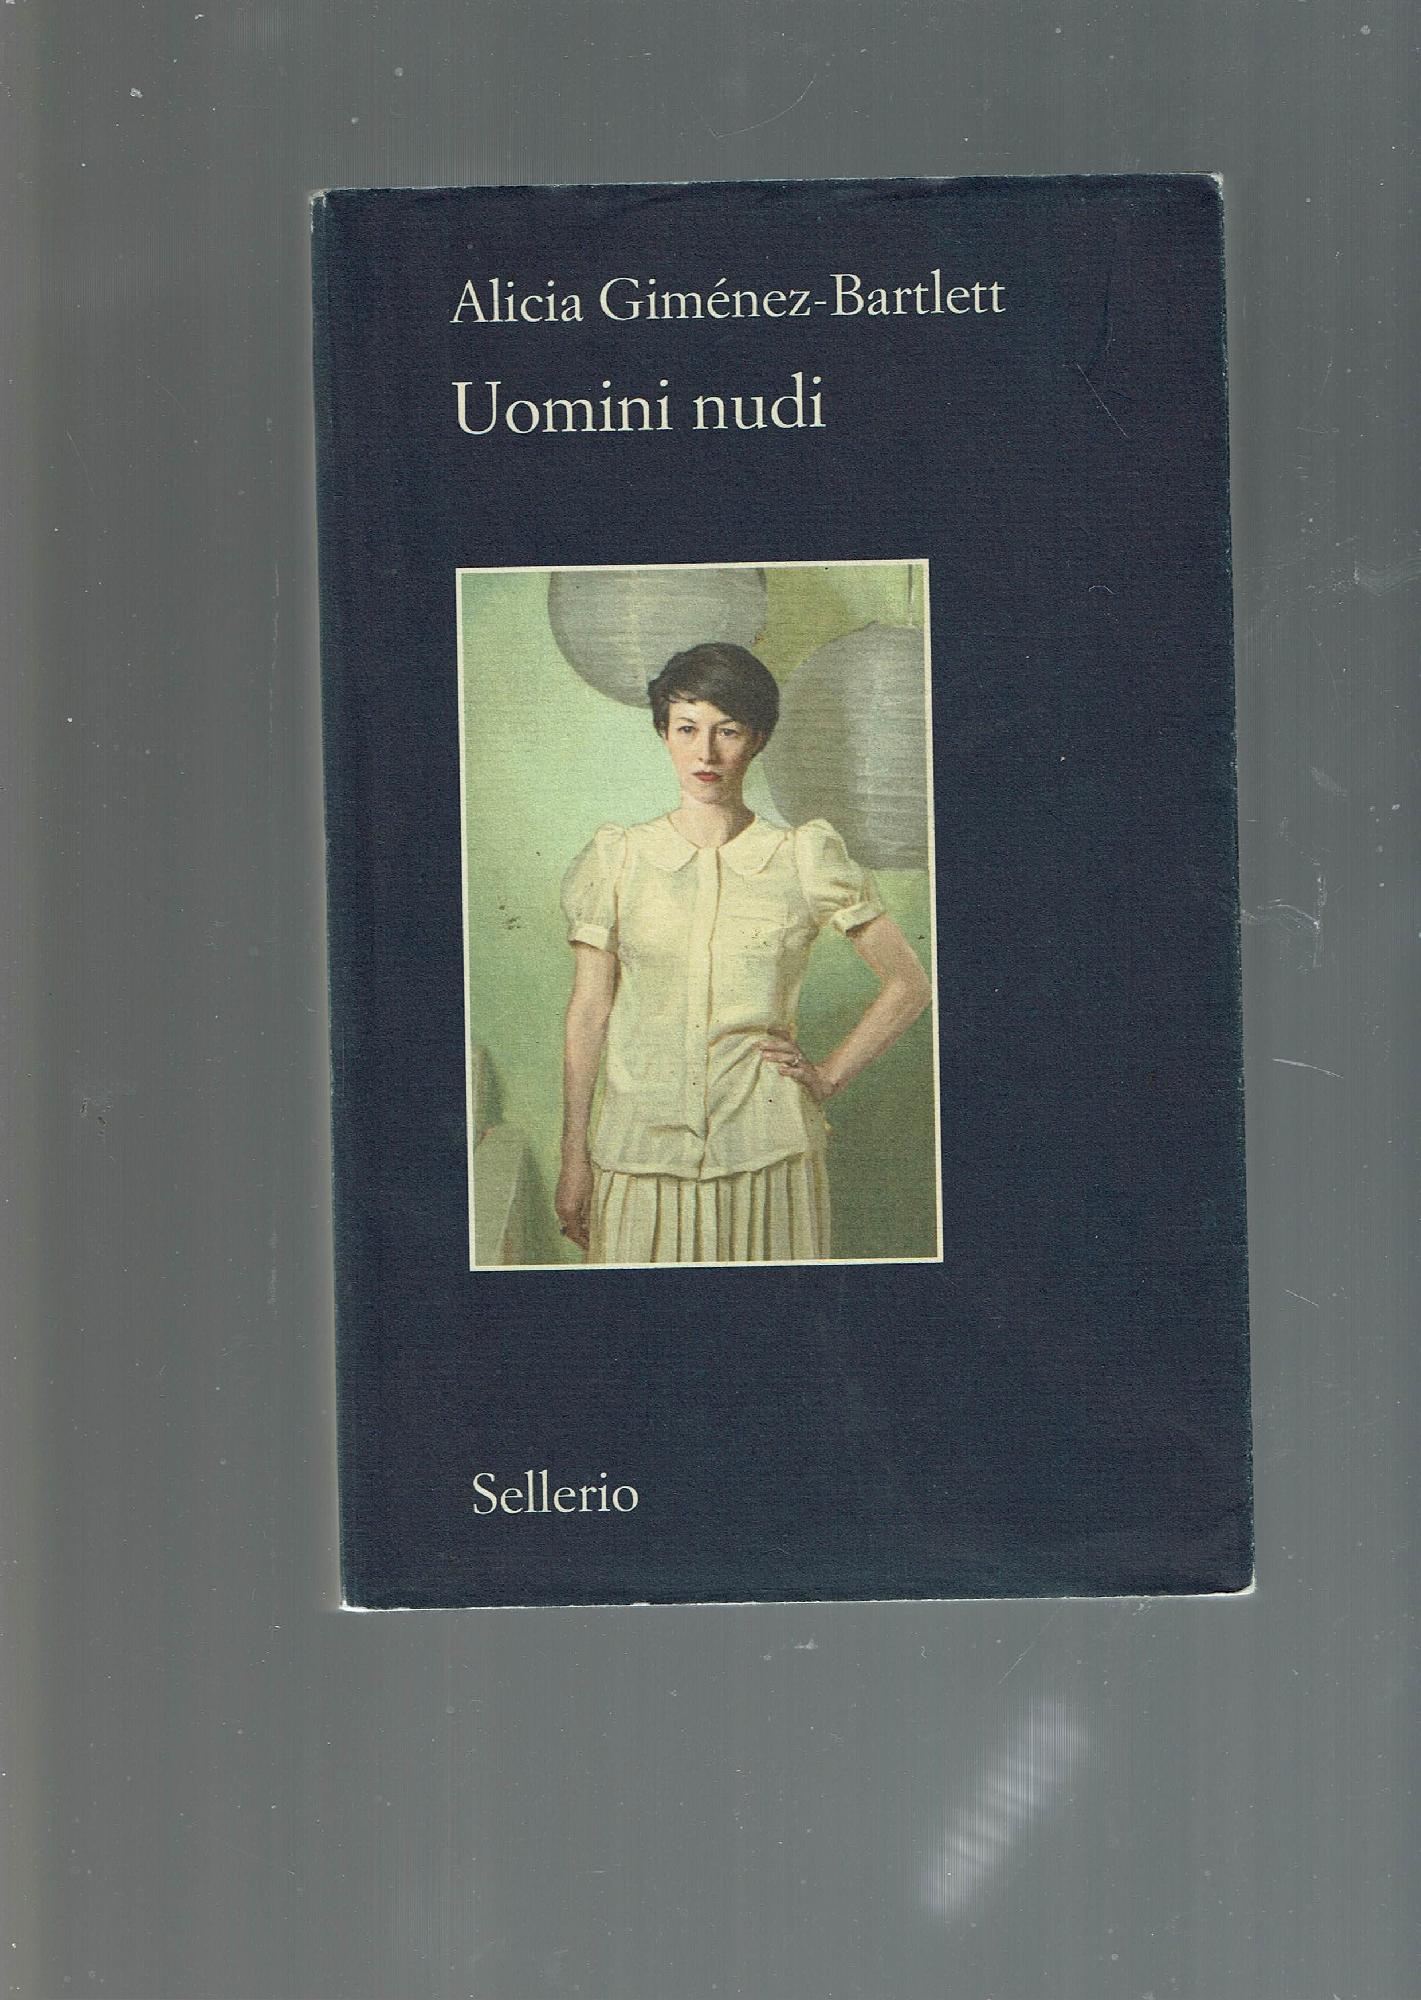 Alicia Giménez-Bartlett
Uomini nudi
Sellerio